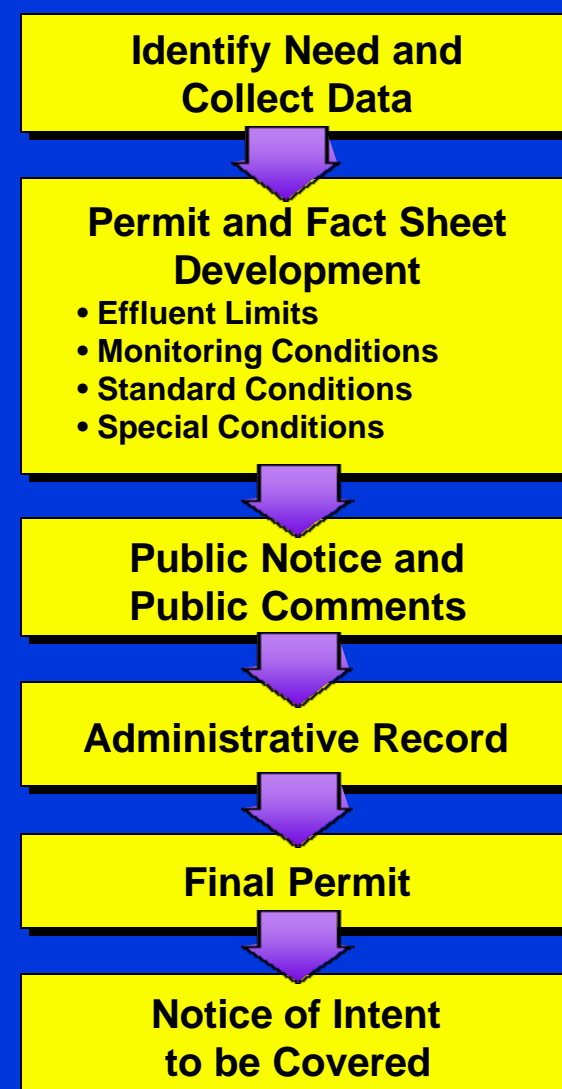 Identify Need and
Collect Data
Permit and Fact Sheet
Development
• Effluent Limits
• Monitoring Conditions
• Standard Conditions
• Special Conditions
Public Notice and
Public Comments
Administrative Record
Final Permit
Notice of Intent
to be Covered